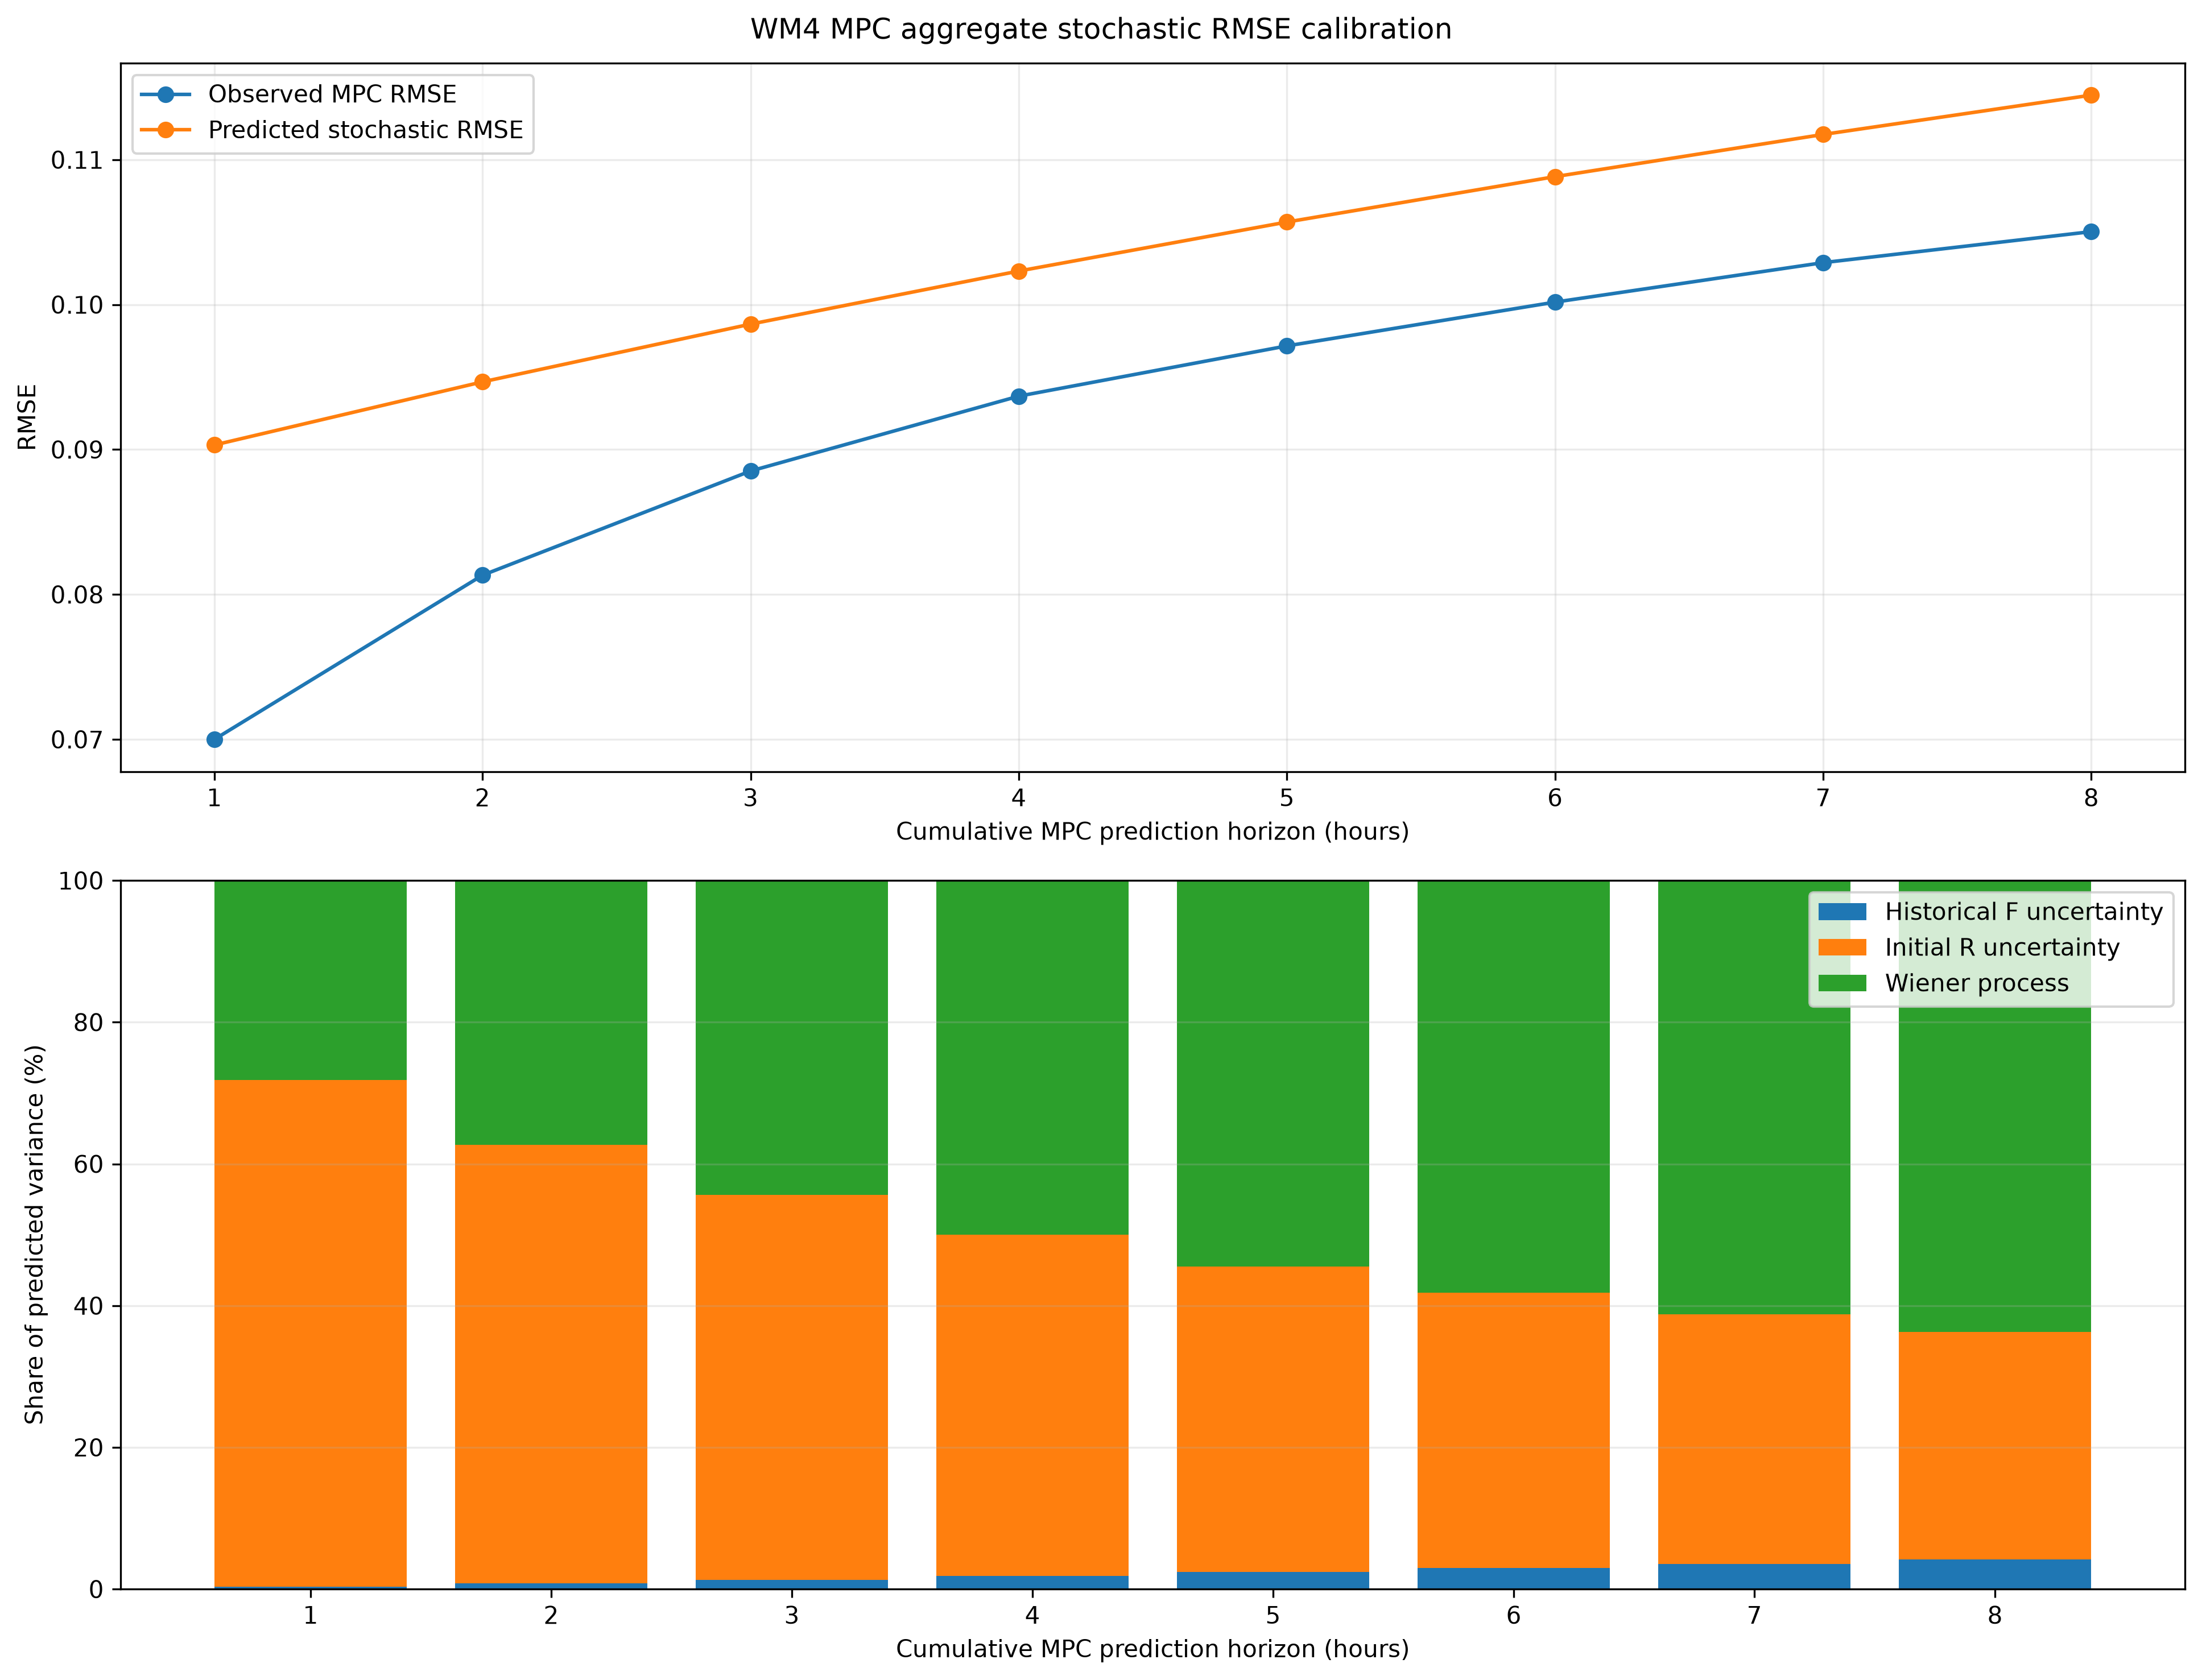 WM4 MPC aggregate stochastic RMSE calibration
Observed MPC RMSE
Predicted stochastic RMSE
RMSE
0.11
0.10
0.09
0.08
0.07
1 2 3 4 5 6 7 8
Cumulative MPC prediction horizon (hours)
Historical F uncertainty
Initial R uncertainty
Wiener process
Share of predicted variance (%)
100
80
60
40
20
0
1 2 3 4 5 6 7 8
Cumulative MPC prediction horizon (hours)